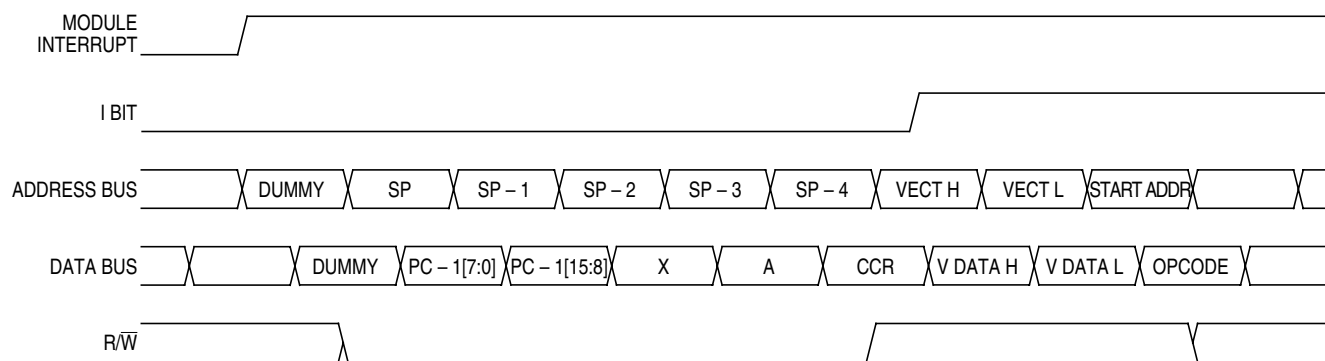 MODULE
INTERRUPT
I BIT
ADDRESS BUS DUMMY SP SP – 1 SP – 2 SP – 3 SP – 4 VECT H VECT L START ADDR
DATA BUS DUMMY PC – 1[7:0] PC – 1[15:8] X A CCR V DATA H V DATA L OPCODE
R/W̅